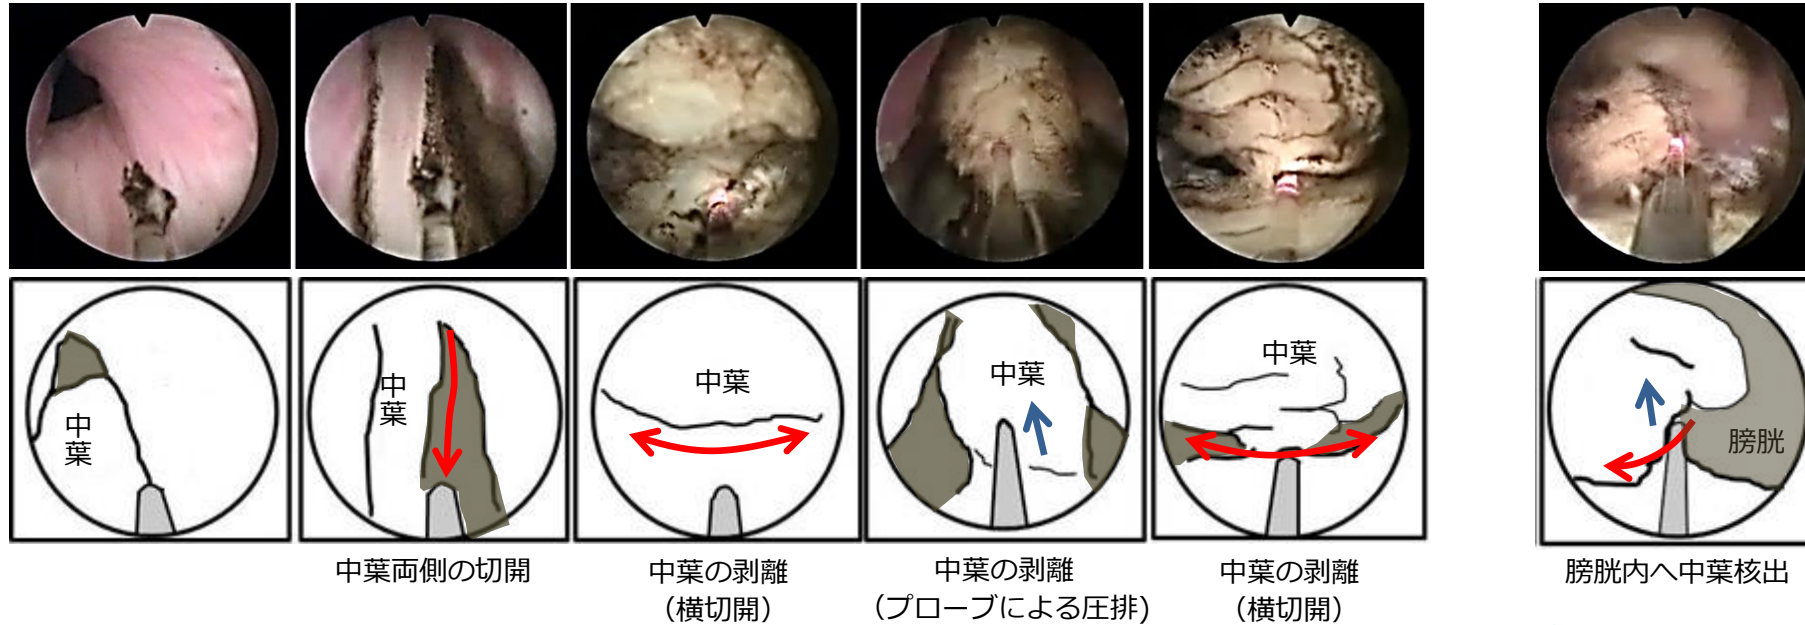 中葉
中葉
中葉
中葉
中葉
膀胱
中葉両側の切開
中葉の剥離
(横切開)
中葉の剥離
(プローブによる圧排)
中葉の剥離
(横切開)
膀胱内へ中葉核出